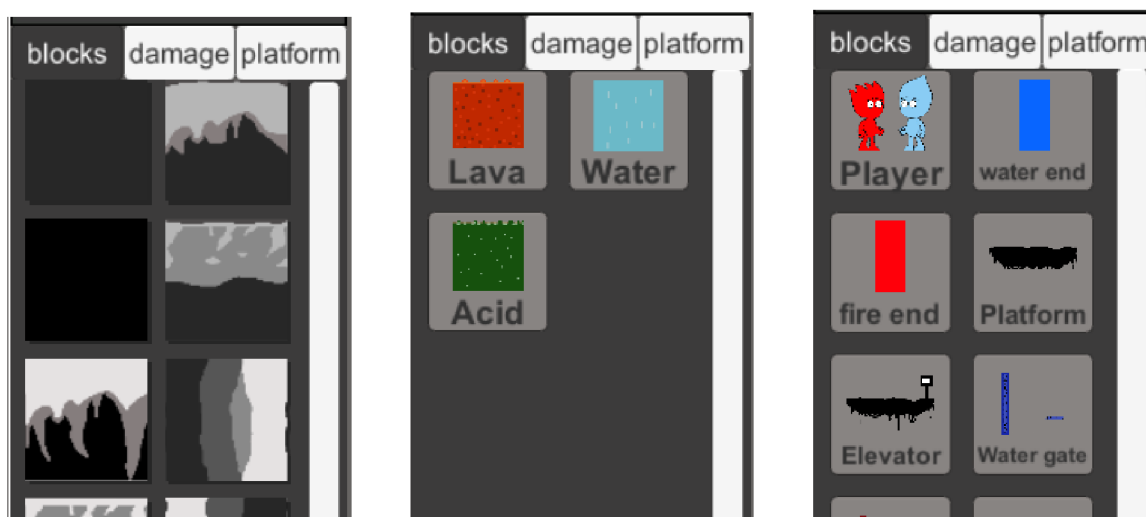 blocks damage platform
blocks damage platform
Lava Water
Acid
blocks damage platform
Player water end
fire end Platform
Elevator Water gate